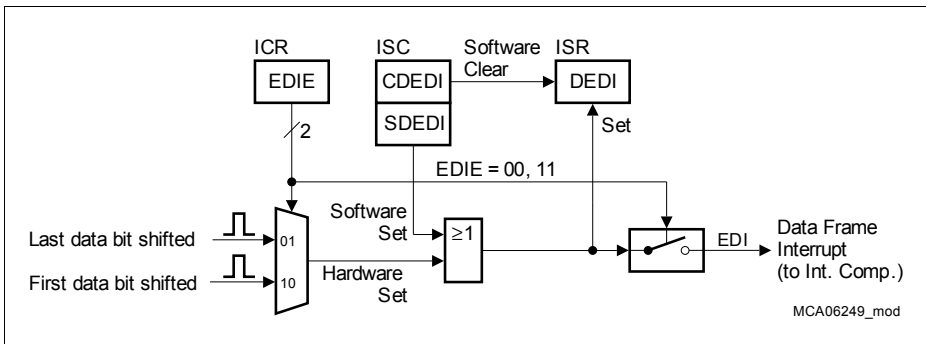 ICR
ISC
Software
Clear
ISR
EDIE
CDEDI
DEDI
SDEDI
2
Set
EDIE = 00, 11
Software
Set
≥1
Last data bit shifted
01
First data bit shifted
10
Hardware
Set
EDI
Data Frame
Interrupt
(to Int. Comp.)
MCA06249_mod